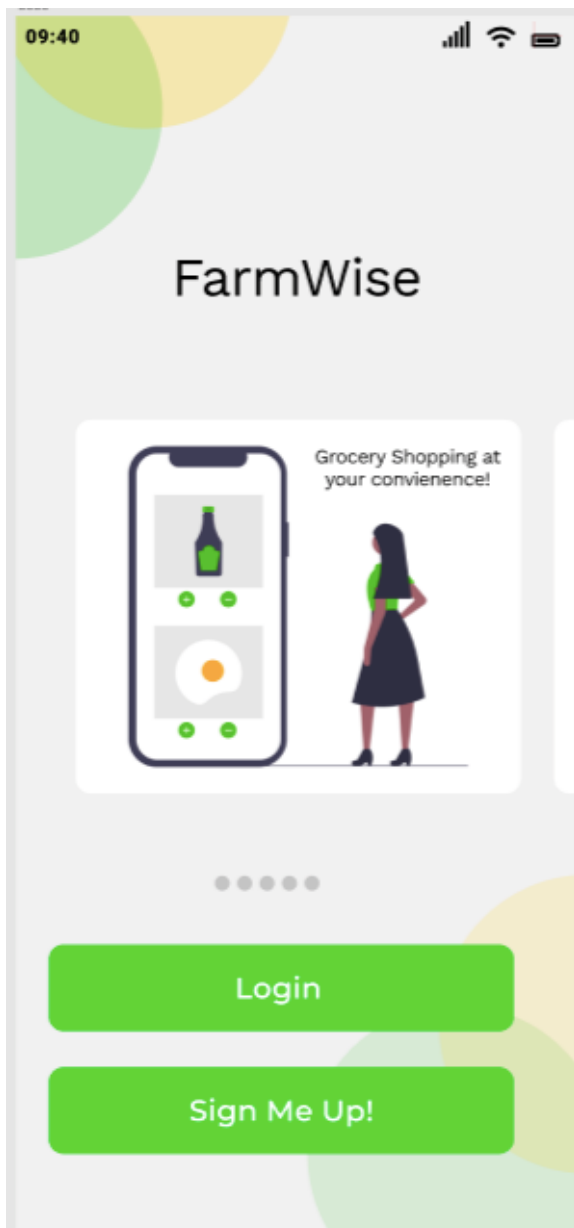 09:40
FarmWise
Grocery Shopping at
your convienence!
Login
Sign Me Up!